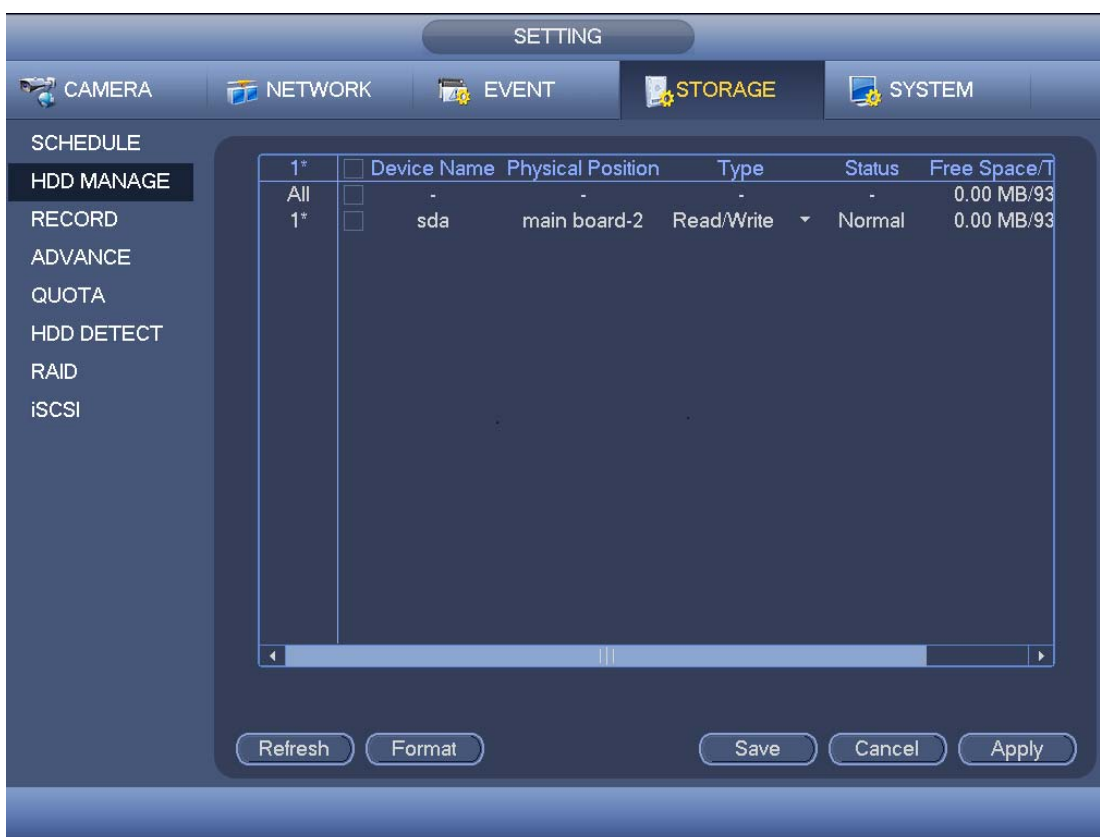 SETTING
CAMERA NETWORK EVENT STORAGE SYSTEM
SCHEDULE
HDD MANAGE
RECORD
ADVANCE
QUOTA
HDD DETECT
RAID
iSCSI
1* Device Name Physical Position Type Status Free Space/T
All - - - - 0.00 MB/93
1* sda main board-2 Read/Write Normal 0.00 MB/93
Refresh Format Save Cancel Apply